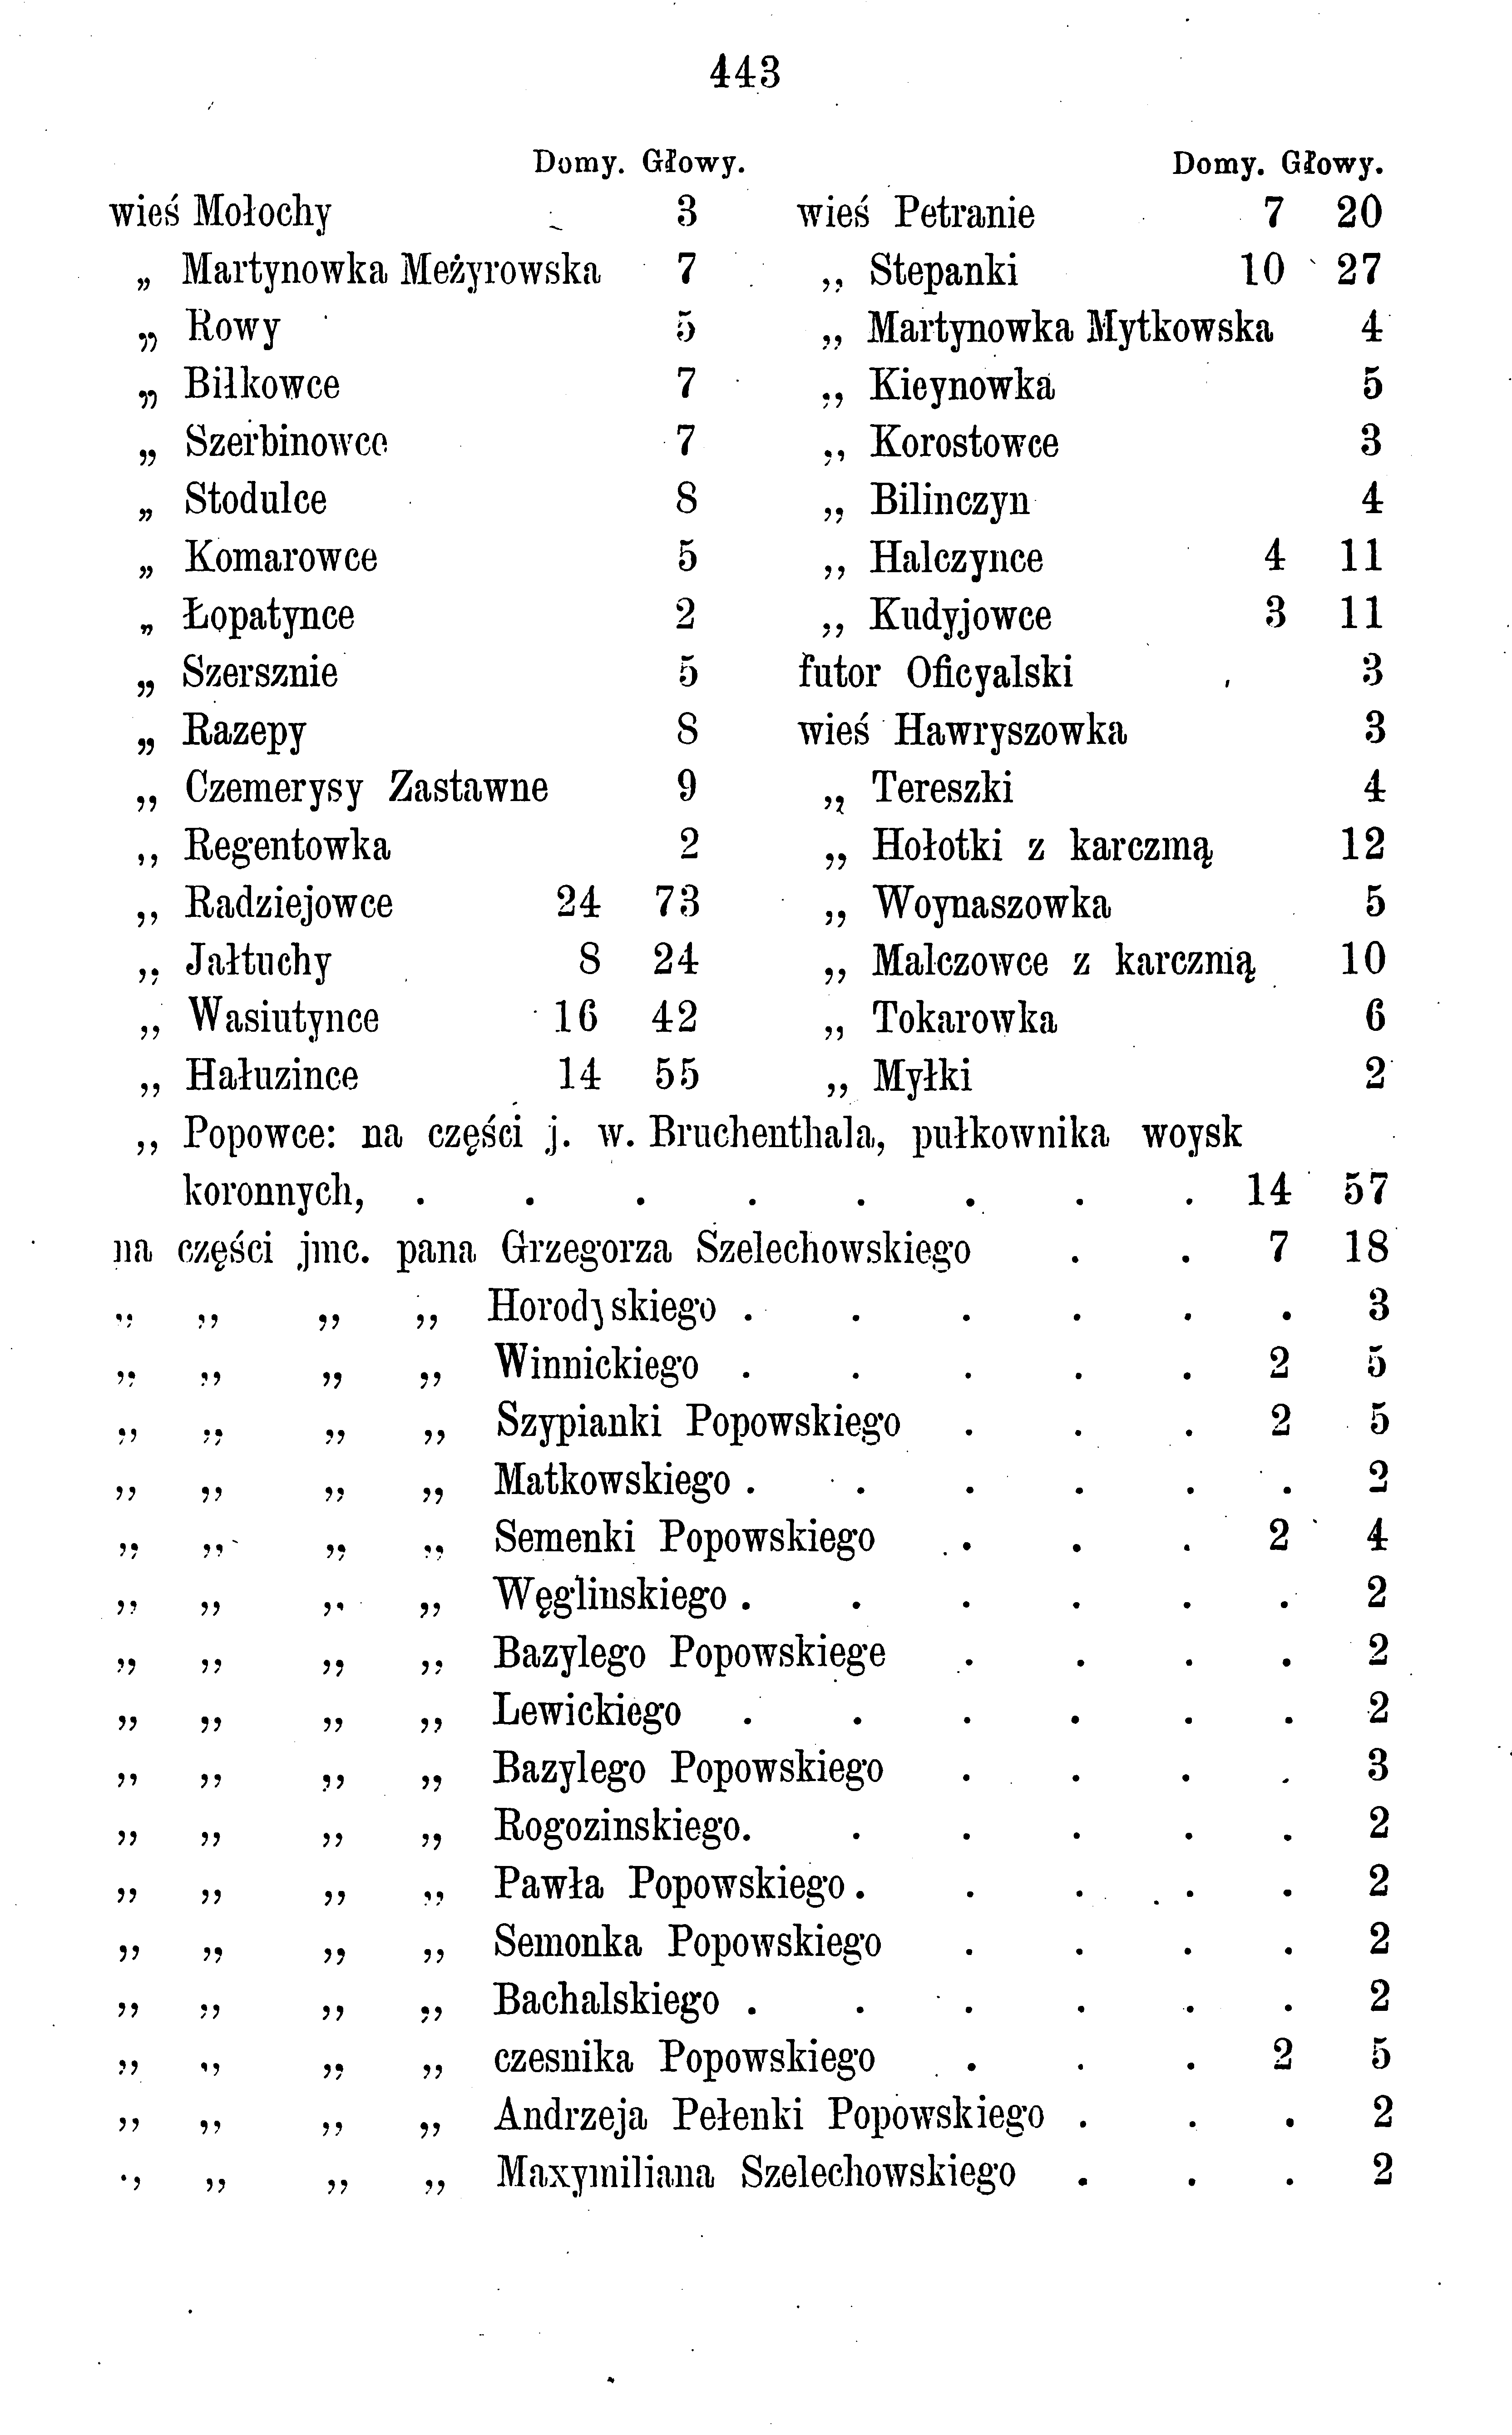 443
Domy. Głowy.
wieś Mołochy 3
„ Martynowka Meżyrowska 7
„ Rowy 5
„ Biłkowce 7
„ Szerbinowce 7
„ Stodulce 8
„ Komarowce 5
„ Łopatynce 2
„ Szersznie 5
„ Razepy 8
„ Czemerysy Zastawne 9
„ Regentowka 2
„ Radziejowce 24 73
„ Jałtuchy 8 24
„ Wasiutynce 16 42
„ Hałuzince 14 55
Domy. Głowy.
wieś Petranie 7 20
„ Stepanki 10 27
„ Martynowka Mytkowska 4
„ Kieynowka 5
„ Korostowce 3
„ Bilinczyn 4
„ Halczynce 4 11
„ Kudyjowce 3 11
futor Oficyalski 3
wieś Hawryszowka 3
„ Tereszki 4
„ Hołotki z karczmą 12
„ Woynaszowka 5
„ Malczowce z karczmą 10
„ Tokarowka 6
„ Myłki 2
„ Popowce: na części j. w. Bruchenthala, pułkownika woysk
koronnych, . . . . . . . . 14 57
na części jmc. pana Grzegorza Szelechowskiego . . 7 18
„ „ „ „ Horodyskiego . . . . . . 3
„ „ „ „ Winnickiego . . . . . 2 5
„ „ „ „ Szypianki Popowskiego . . . 2 5
„ „ „ „ Matkowskiego . . . . . . 2
„ „ „ „ Semenki Popowskiego . . . 2 4
„ „ „ „ Węglinskiego . . . . . . 2
„ „ „ „ Bazylego Popowskiege . . . . 2
„ „ „ „ Lewickiego . . . . . . 2
„ „ „ „ Bazylego Popowskiego . . . . 3
„ „ „ „ Rogozinskiego. . . . . . 2
„ „ „ „ Pawła Popowskiego . . . . . 2
„ „ „ „ Semonka Popowskiego . . . . 2
„ „ „ „ Bachalskiego . . . . . . 2
„ „ „ „ czesnika Popowskiego . . . 2 5
„ „ „ „ Andrzeja Pełenki Popowskiego . . . 2
„ „ „ „ Maxymiliana Szelechowskiego . . . 2